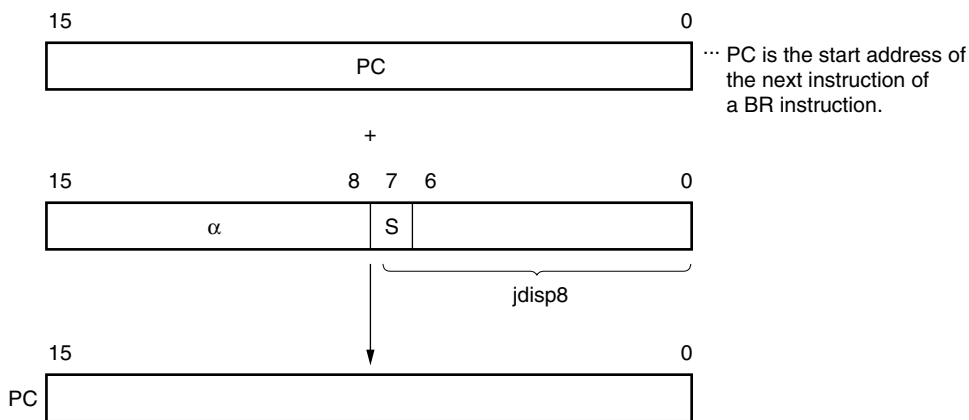 15 0
PC
... PC is the start address of
the next instruction of
a BR instruction.
+
15 8 7 6 0
α S
jdisp8
15 0
PC